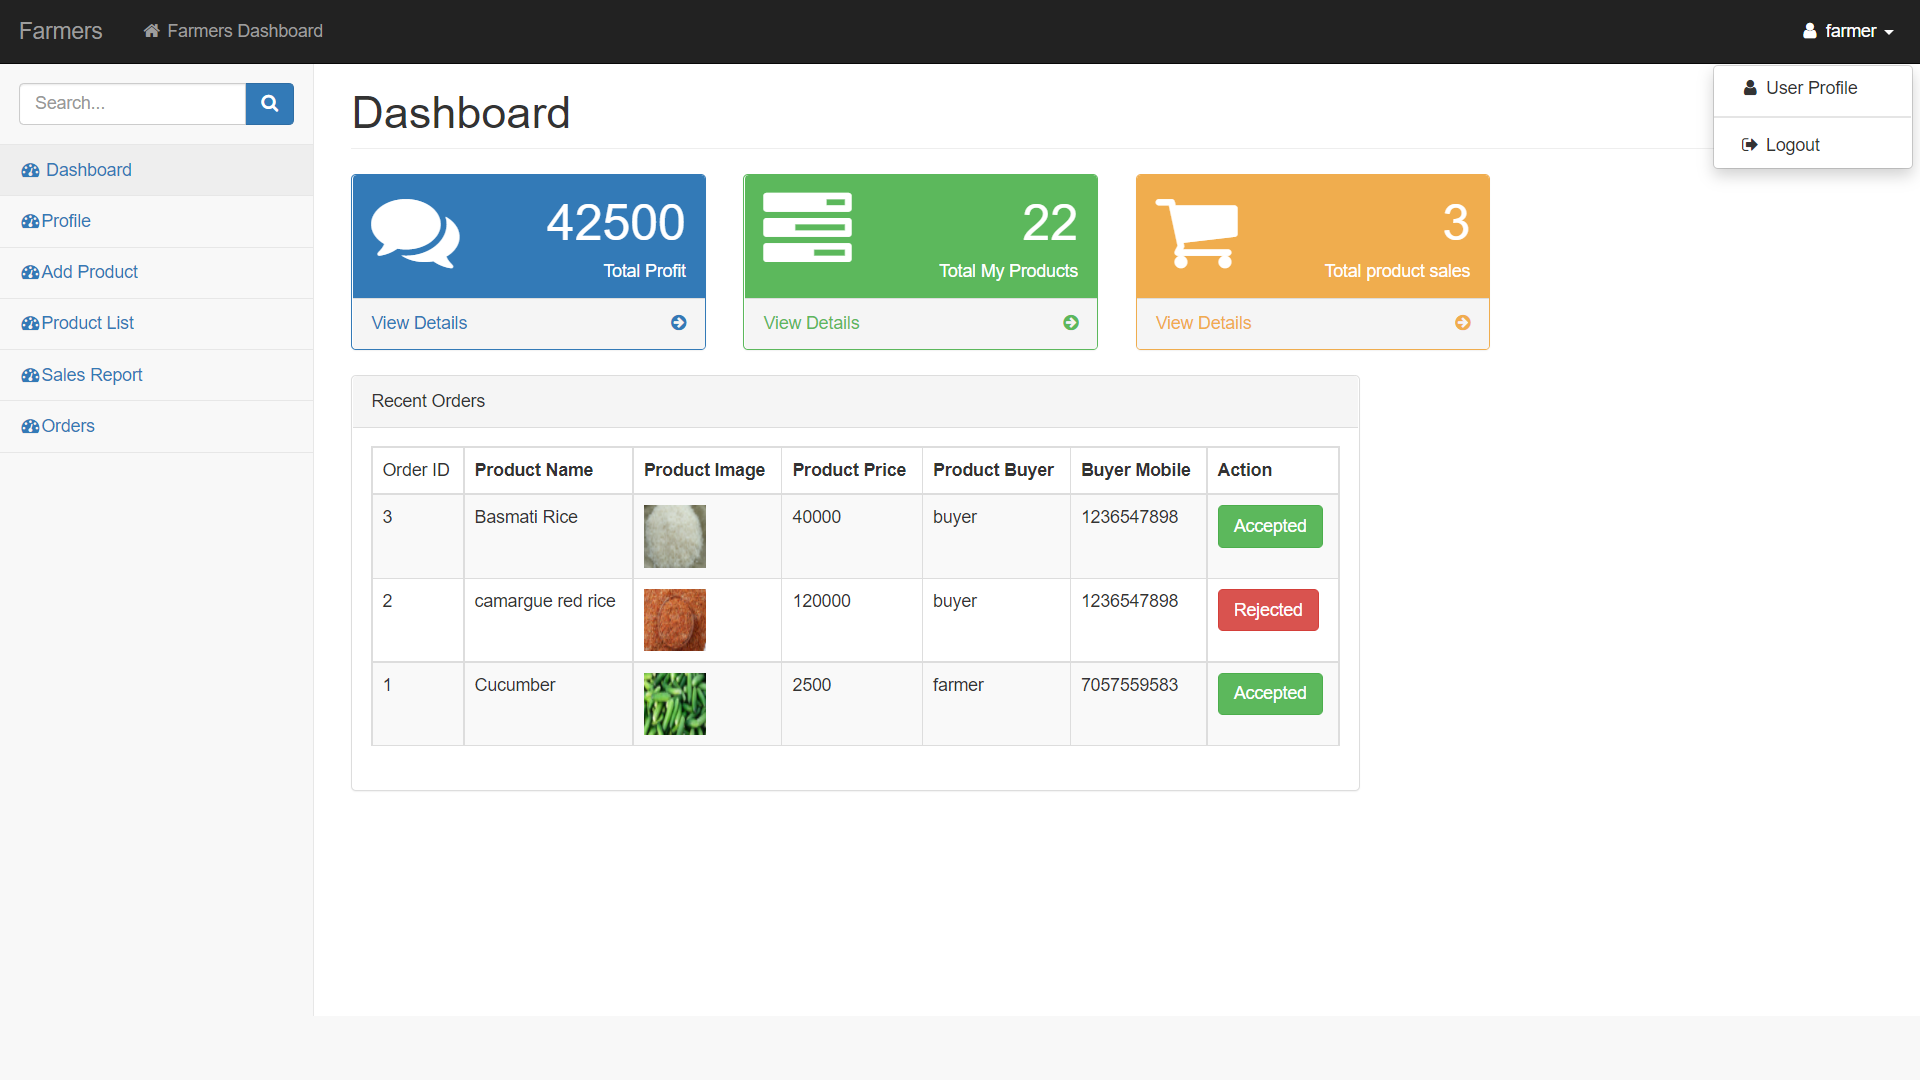 Farmers
Farmers Dashboard
farmer
User Profile
Logout
Search...
Dashboard
Profile
Add Product
Product List
Sales Report
Orders
Dashboard
42500
Total Profit
View Details
22
Total My Products
View Details
3
Total product sales
View Details
Recent Orders
Order ID Product Name Product Image Product Price Product Buyer Buyer Mobile Action
3 Basmati Rice 40000 buyer 1236547898 Accepted
2 camargue red rice 120000 buyer 1236547898 Rejected
1 Cucumber 2500 farmer 7057559583 Accepted